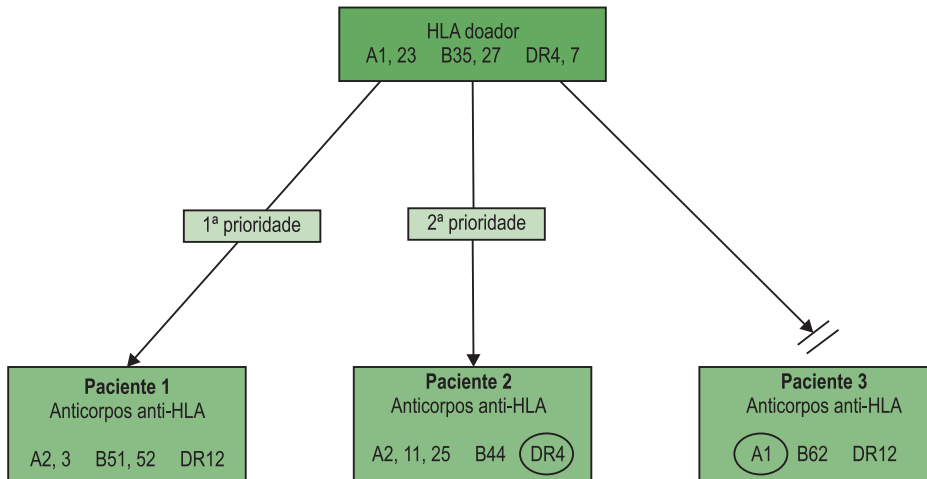 HLA doador
A1, 23 B35, 27 DR4, 7
1ª prioridade
2ª prioridade
Paciente 1
Anticorpos anti-HLA
A2, 3 B51, 52 DR12
Paciente 2
Anticorpos anti-HLA
A2, 11, 25 B44 DR4
Paciente 3
Anticorpos anti-HLA
A1 B62 DR12